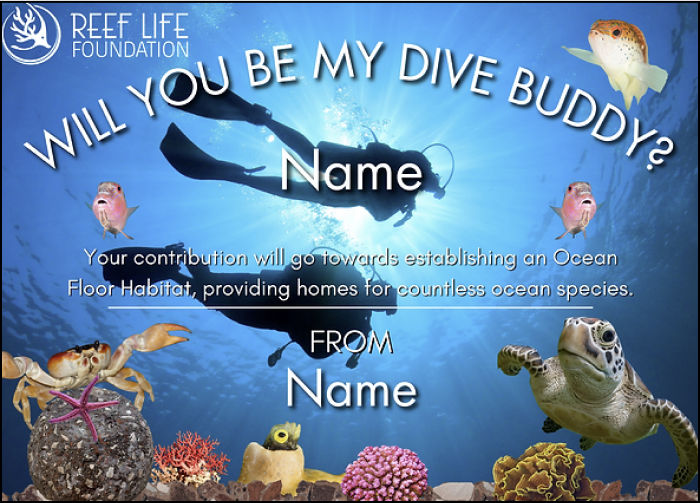 REEF LIFE
FOUNDATION
WILL YOU BE MY DIVE BUDDY?
Name
Your contribution will go towards establishing an Ocean
Floor Habitat, providing homes for countless ocean species.
FROM
Name